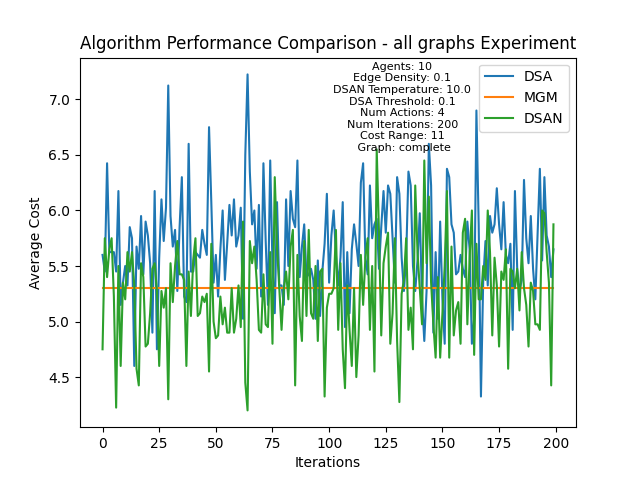 Algorithm Performance Comparison - all graphs Experiment
Agents: 10
Edge Density: 0.1
DSAN Temperature: 10.0
DSA Threshold: 0.1
Num Actions: 4
Num Iterations: 200
Cost Range: 11
Graph: complete
DSA
MGM
DSAN
Average Cost
7.0
6.5
6.0
5.5
5.0
4.5
0 25 50 75 100 125 150 175 200
Iterations